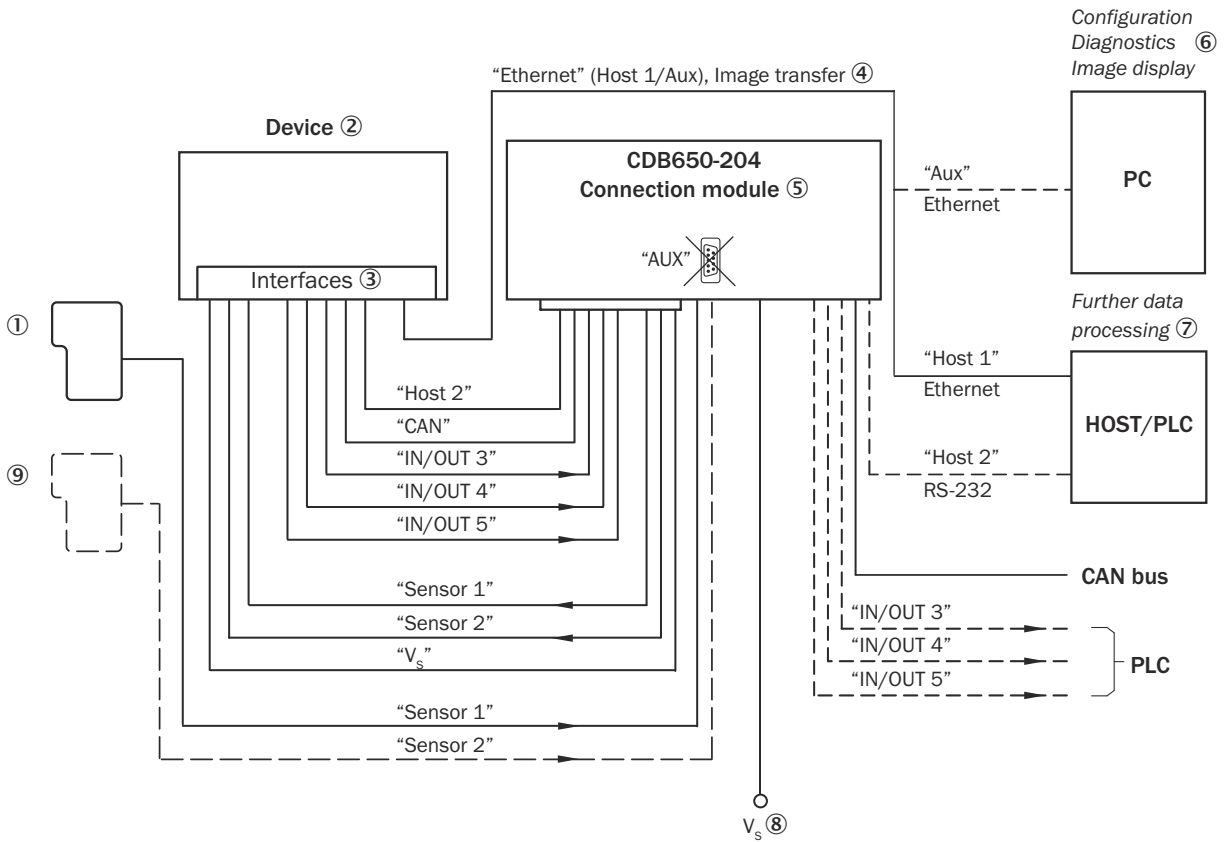 Configuration
Diagnostics ⑥
Image display
"Ethernet" (Host 1/Aux), Image transfer ④
Device ②
CDB650-204
Connection module ⑤
"Aux"
Ethernet
PC
"AUX"
Interfaces ③
①
Further data
processing ⑦
"Host 1"
Ethernet
HOST/PLC
"Host 2"
"CAN"
"IN/OUT 3"
"IN/OUT 4"
"IN/OUT 5"
"Host 2"
RS-232
⑨
"Sensor 1"
"Sensor 2"
"Vs"
CAN bus
"IN/OUT 3"
"IN/OUT 4"
"IN/OUT 5"
PLC
"Sensor 1"
"Sensor 2"
Vs ⑧